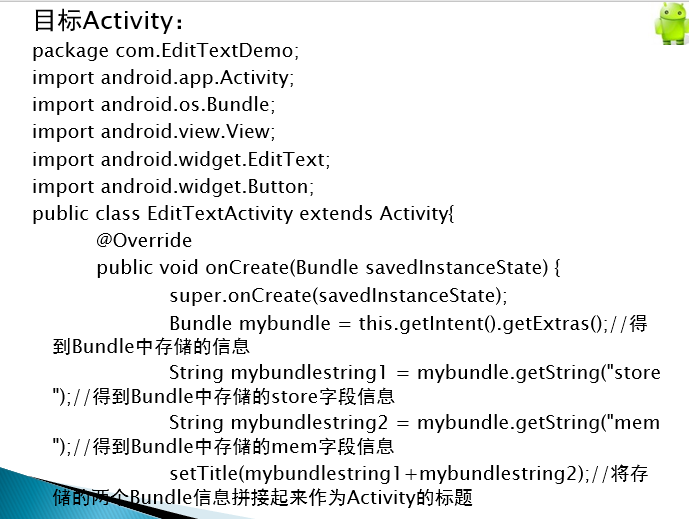 目标Activity：
package com.EditTextDemo;
import android.app.Activity;
import android.os.Bundle;
import android.view.View;
import android.widget.EditText;
import android.widget.Button;
public class EditTextActivity extends Activity{
@Override
public void onCreate(Bundle savedInstanceState) {
super.onCreate(savedInstanceState);
Bundle mybundle = this.getIntent().getExtras();//得
到Bundle中存储的信息
String mybundlestring1 = mybundle.getString("store
");//得到Bundle中存储的store字段信息
String mybundlestring2 = mybundle.getString("mem
");//得到Bundle中存储的mem字段信息
setTitle(mybundlestring1+mybundlestring2);//将存
储的两个Bundle信息拼接起来作为Activity的标题